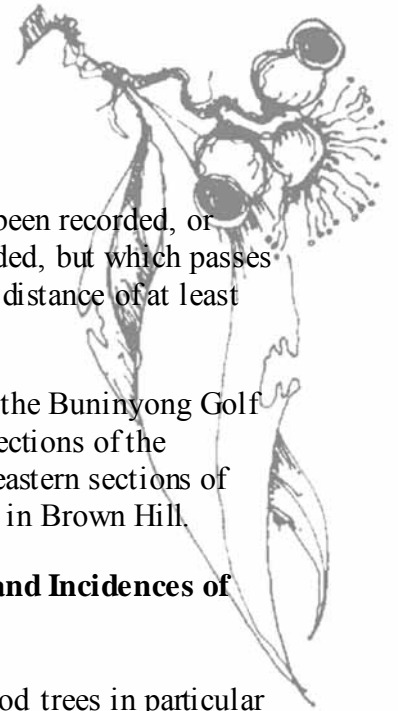 been recorded, or
ded, but which passes
distance of at least
the Buninyong Golf
ections of the
eastern sections of
in Brown Hill.
and Incidences of
od trees in particular